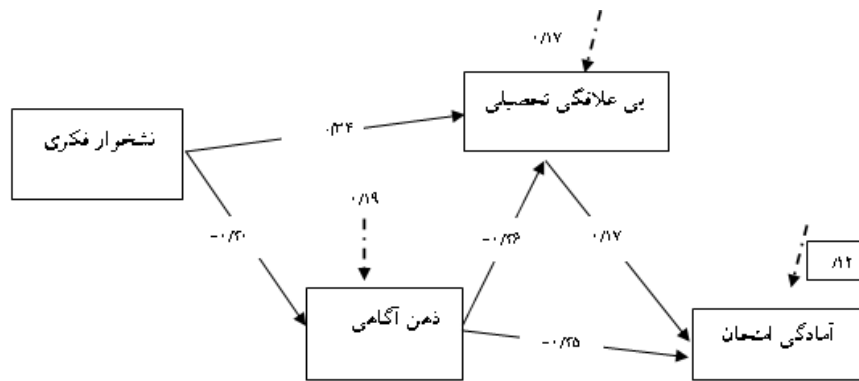 ۰/۱۷
بی علاقگی تحصیلی
نشخوار فکری
۰/۳۴
۰/۱۹
-۰/۲۰
-۰/۳۶
۰/۱۷
/۱۲
ذهن آگاهی
آمادگی امتحان
-۰/۲۵